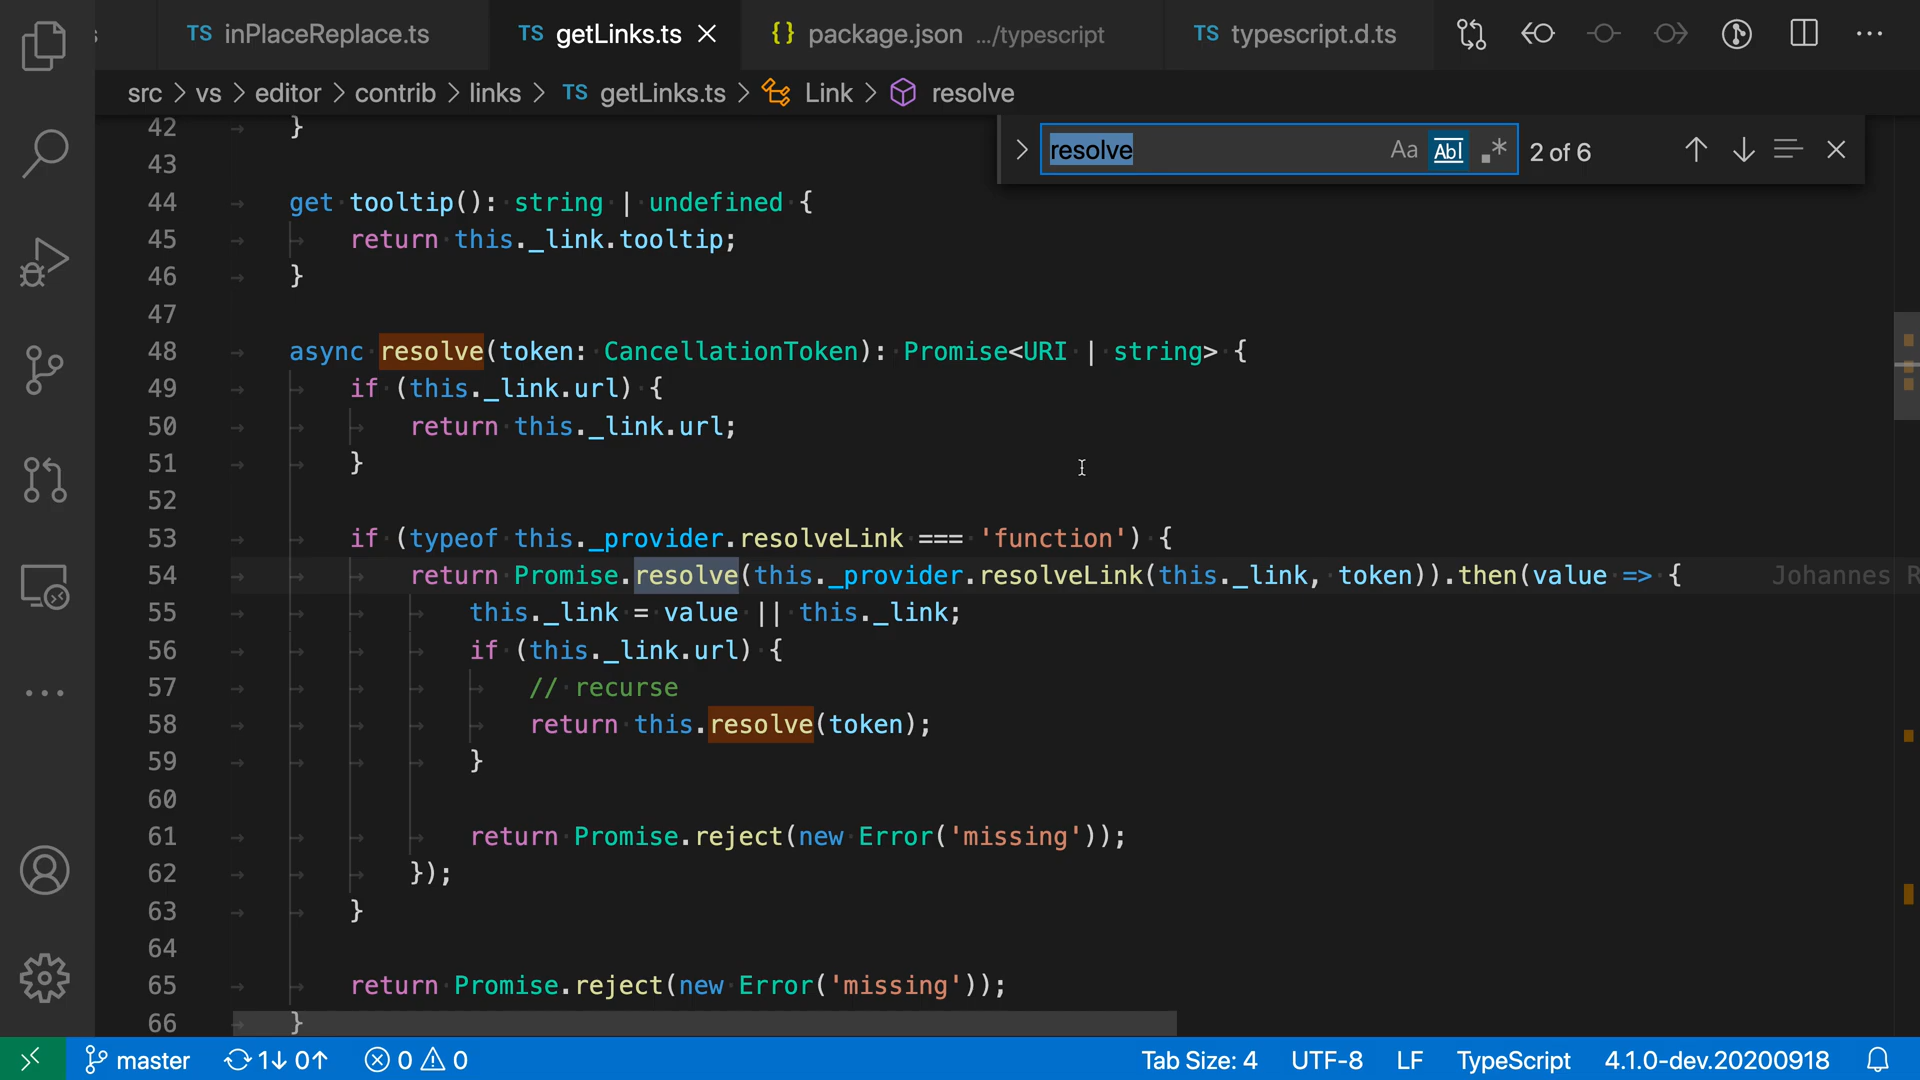 s
TS inPlaceReplace.ts
TS getLinks.ts
{} package.json .../typescript
TS typescript.d.ts
src > vs > editor > contrib > links > TS getLinks.ts > Link > resolve
resolve Aa Abl .* 2 of 6
42 }
43
44 get tooltip(): string | undefined {
45 return this._link.tooltip;
46 }
47
48 async resolve(token: CancellationToken): Promise<URI | string> {
49 if (this._link.url) {
50 return this._link.url;
51 }
52
53 if (typeof this._provider.resolveLink === 'function') {
54 return Promise.resolve(this._provider.resolveLink(this._link, token)).then(value => { Johannes R
55 this._link = value || this._link;
56 if (this._link.url) {
57 // recurse
58 return this.resolve(token);
59 }
60
61 return Promise.reject(new Error('missing'));
62 });
63 }
64
65 return Promise.reject(new Error('missing'));
66 }
master 1↓ 0↑ 0 0 Tab Size: 4 UTF-8 LF TypeScript 4.1.0-dev.20200918